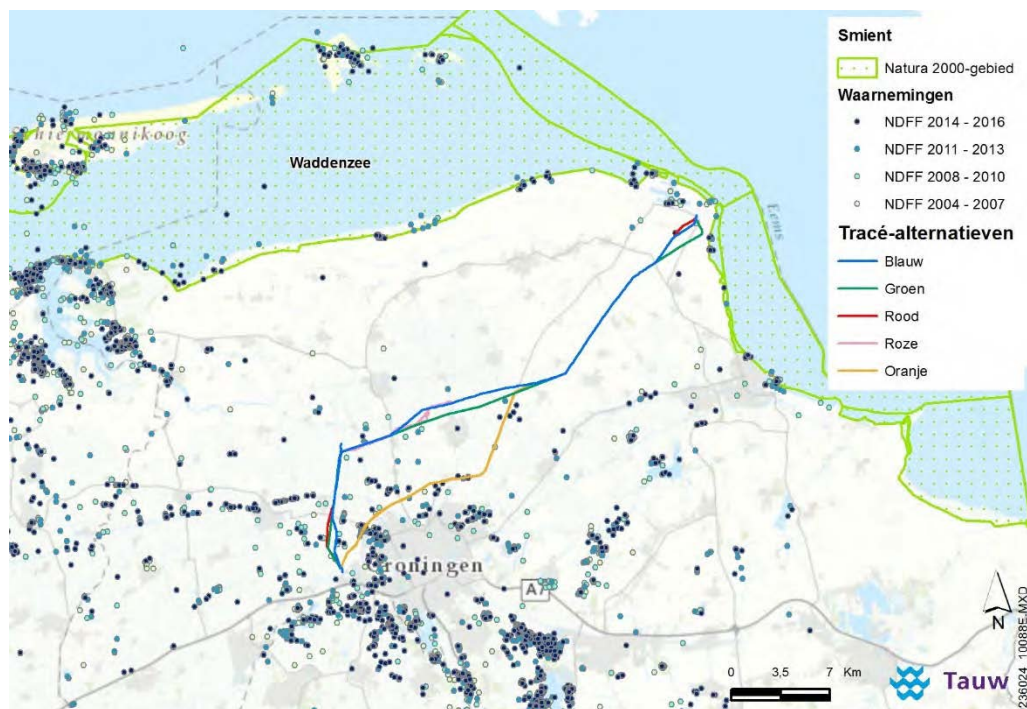 Smient
Natura 2000-gebied
Waarnemingen
NDFF 2014 - 2016
NDFF 2011 - 2013
NDFF 2008 - 2010
NDFF 2004 - 2007
Tracé-alternatieven
Blauw
Groen
Rood
Roze
Oranje
Waddenzee
Eems
Groningen
A7
N
0 3,5 7 Km
Tauw
236024_100885.MXD